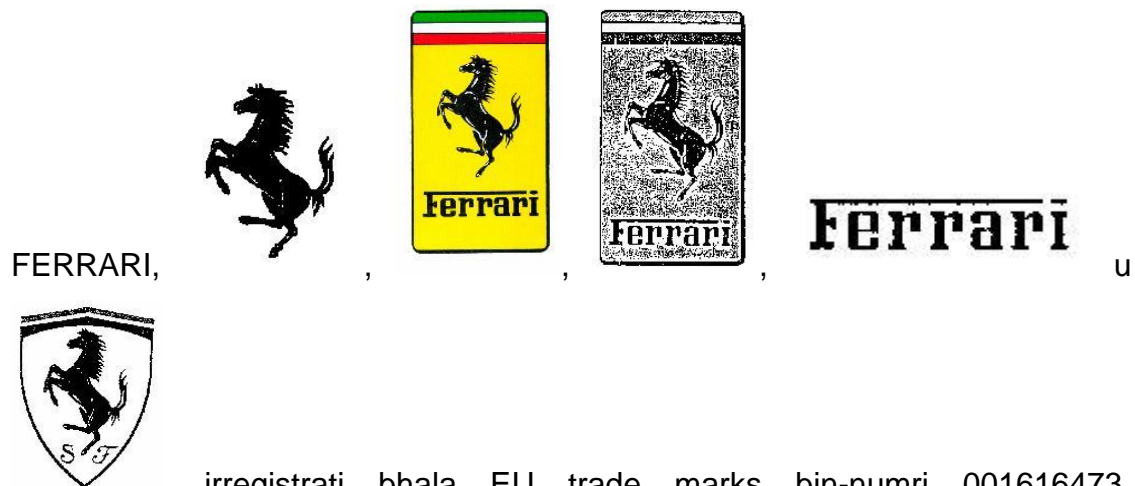 Ferrari
Ferrari
Ferrari
FERRARI, , , , u
S F
irregistrati bħala EU trade marks bin-numri 001616473,